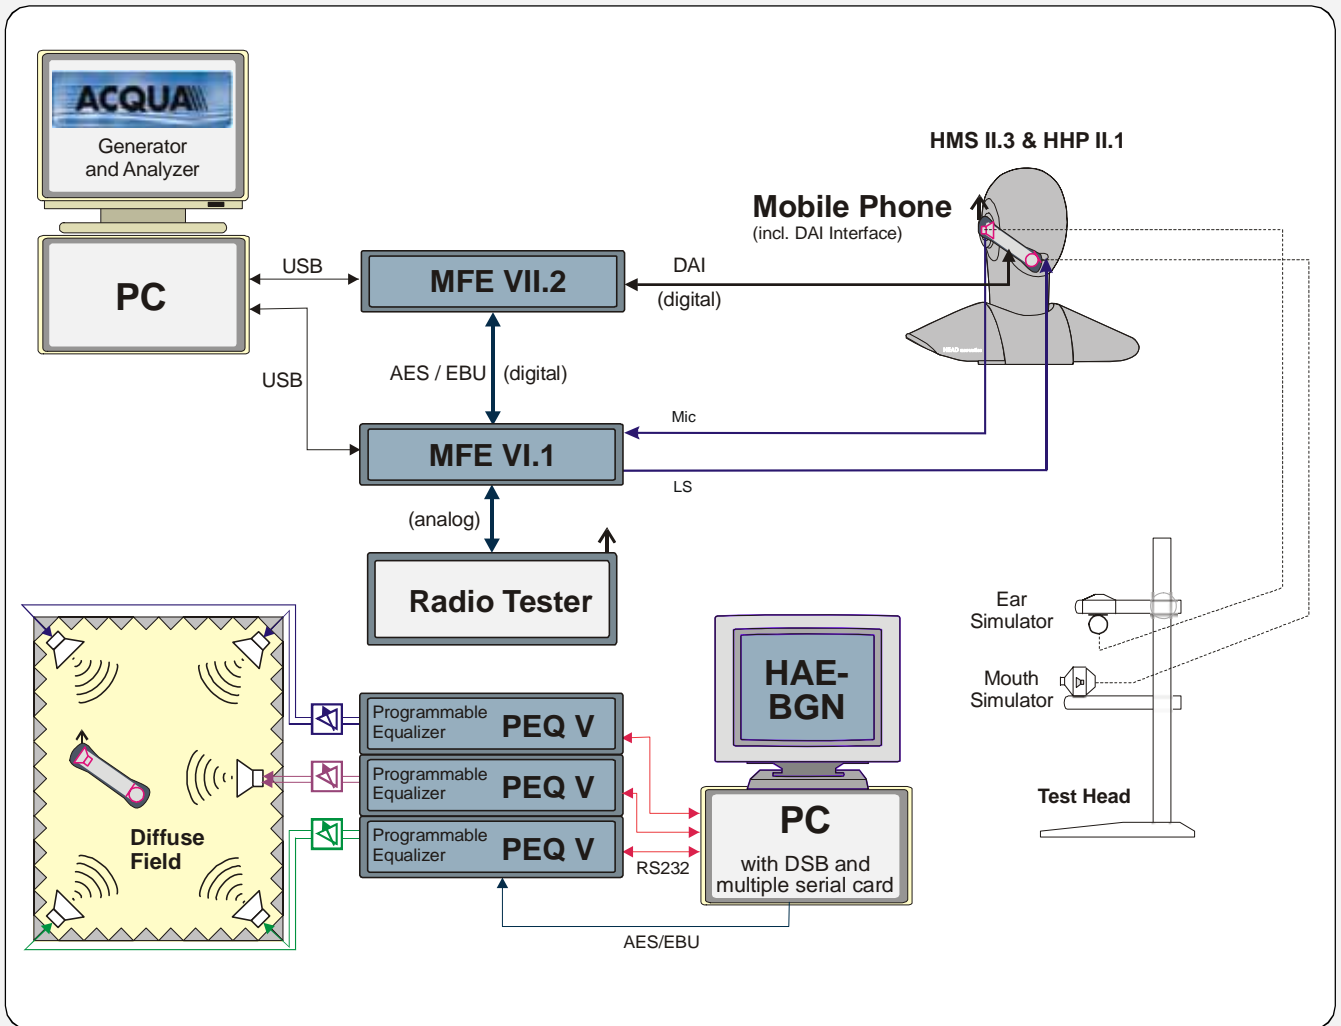 ACQUA
Generator
and Analyzer
PC
USB
USB
MFE VII.2
AES / EBU (digital)
MFE VI.1
(analog)
Radio Tester
DAI
(digital)
Mic
LS
HMS II.3 & HHP II.1
Mobile Phone
(incl. DAI Interface)
Ear
Simulator
Mouth
Simulator
Test Head
Diffuse
Field
Programmable
Equalizer
PEQ V
Programmable
Equalizer
PEQ V
Programmable
Equalizer
PEQ V
RS232
AES/EBU
HAE-
BGN
PC
with DSB and
multiple serial card